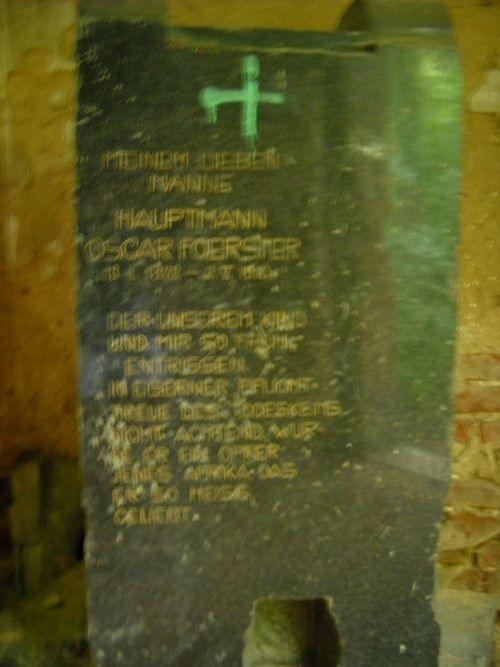 MEINEM LIEBEN
MANNE
HAUPTMANN
OSCAR FOERSTER
DER UNSEREM KIND
UND MIR SO FRÜH
ENTRISSEN.
IN EISERNER PFLICHT-
TREUE DES TODESKEIMS
NICHT ACHTEND, WUR-
DE ER EIN OPFER
JENES AFRIKA DAS
ER SO HEISS
GELIEBT